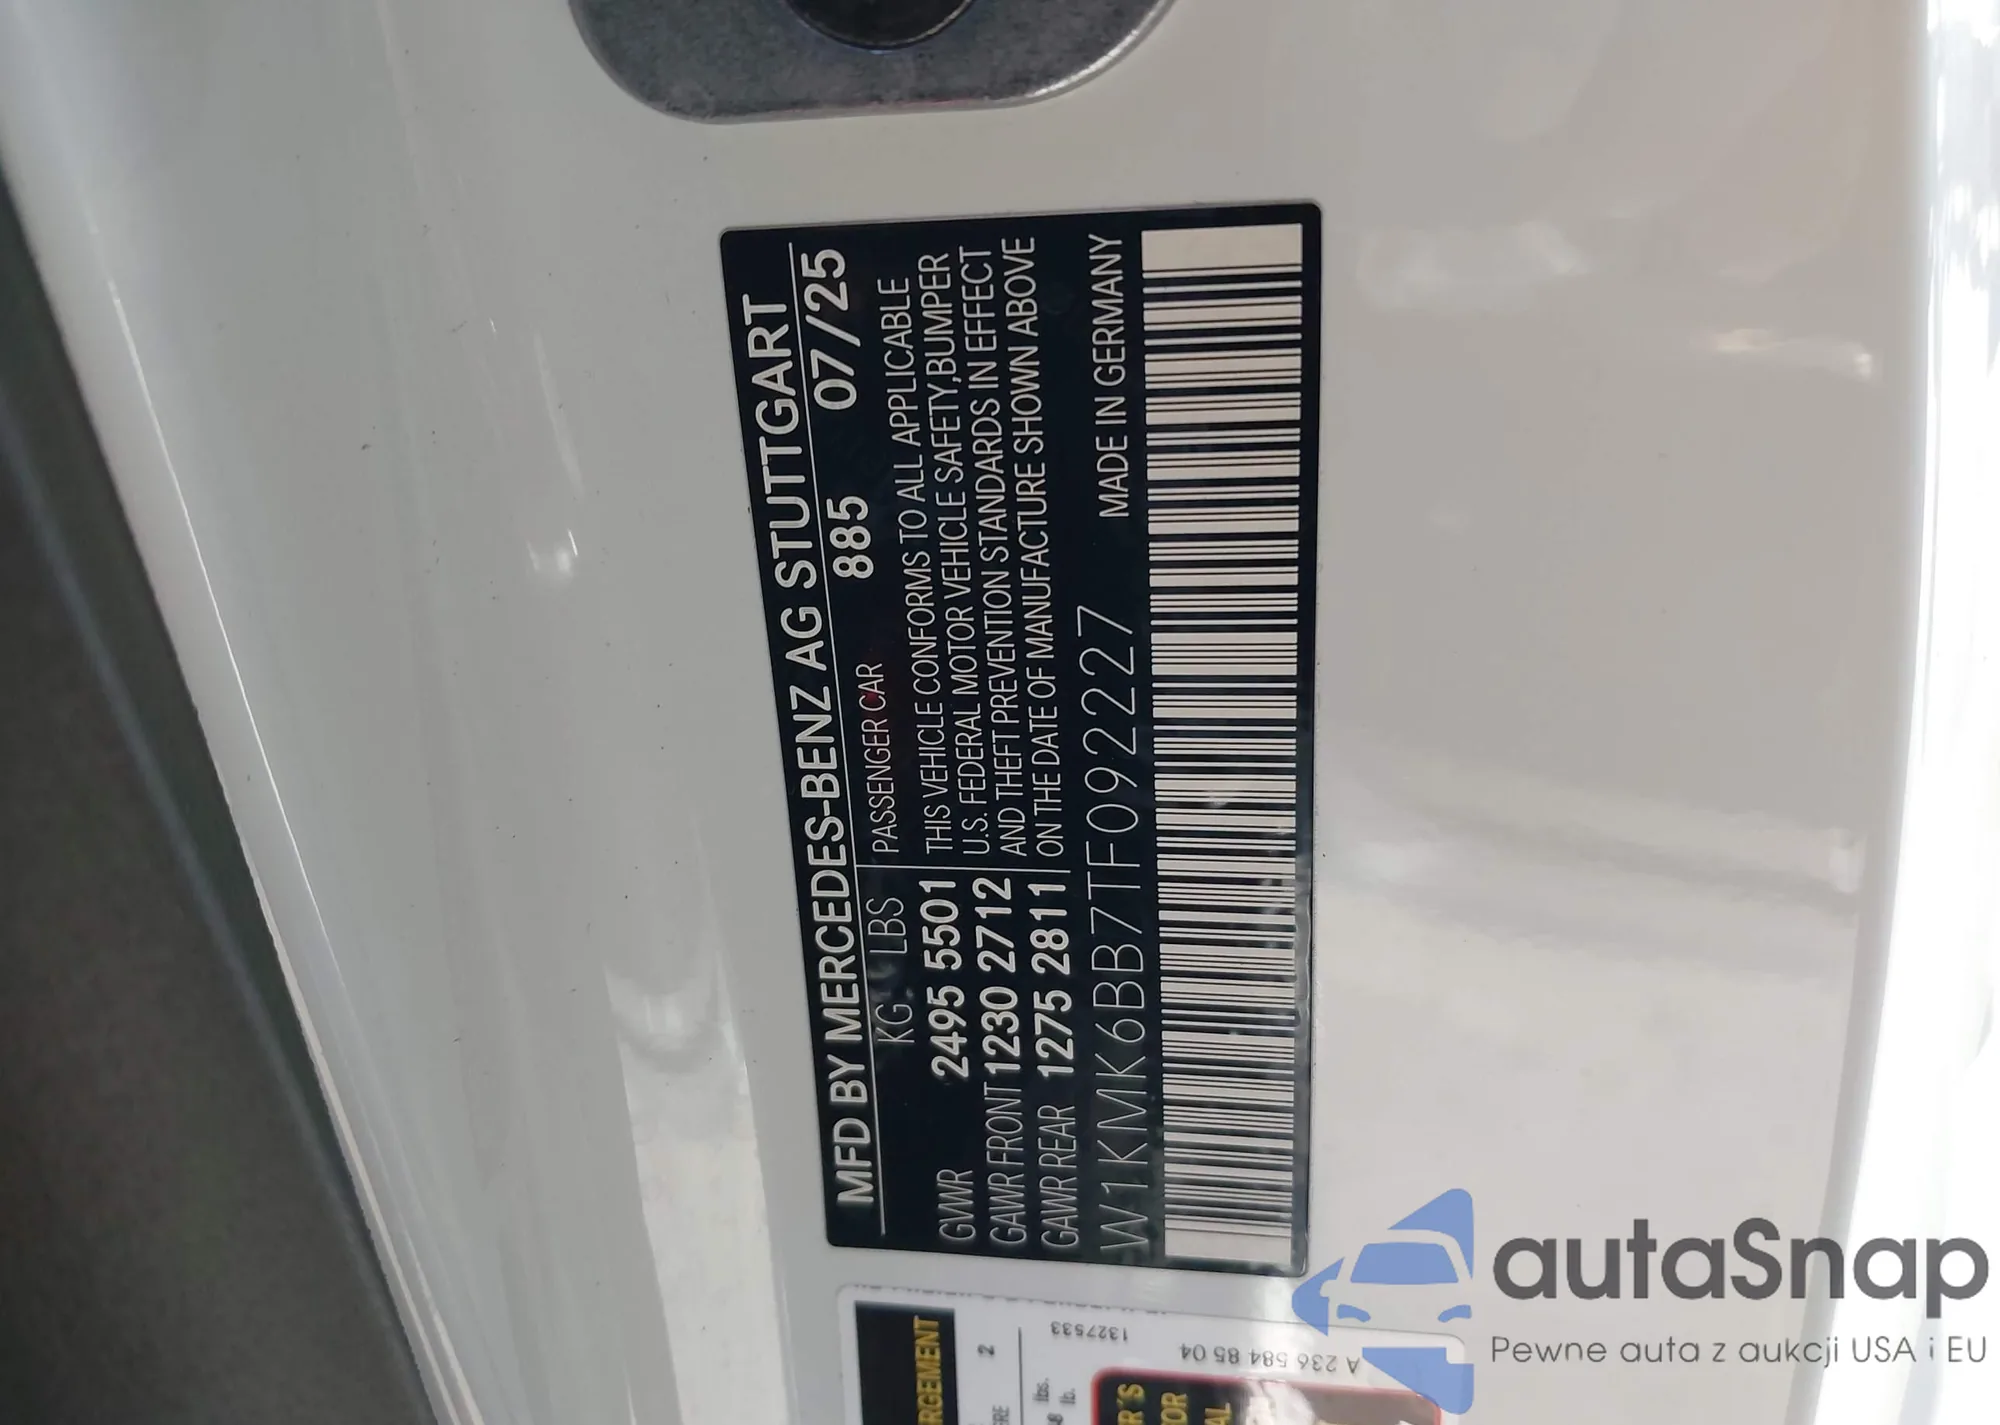 MFD BY MERCEDES-BENZ AG STUTTGART
885 07/25
KG LBS PASSENGER CAR
GVWR 2495 5501 THIS VEHICLE CONFORMS TO ALL APPLICABLE
GAWR FRONT 1230 2712 U.S. FEDERAL MOTOR VEHICLE SAFETY,BUMPER
GAWR REAR 1275 2811 AND THEFT PREVENTION STANDARDS IN EFFECT
ON THE DATE OF MANUFACTURE SHOWN ABOVE
W1KMK6BB7TF092227 MADE IN GERMANY
2
lbs.
lb.
1327533
A 236 584 85 04
autaSnap
Pewne auta z aukcji USA i EU